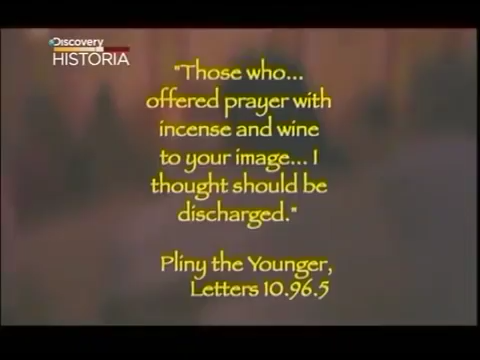 Discovery
HISTORIA
"Those who...
offered prayer with
incense and wine
to your image... I
thought should be
discharged."
Pliny the Younger,
Letters 10.96.5